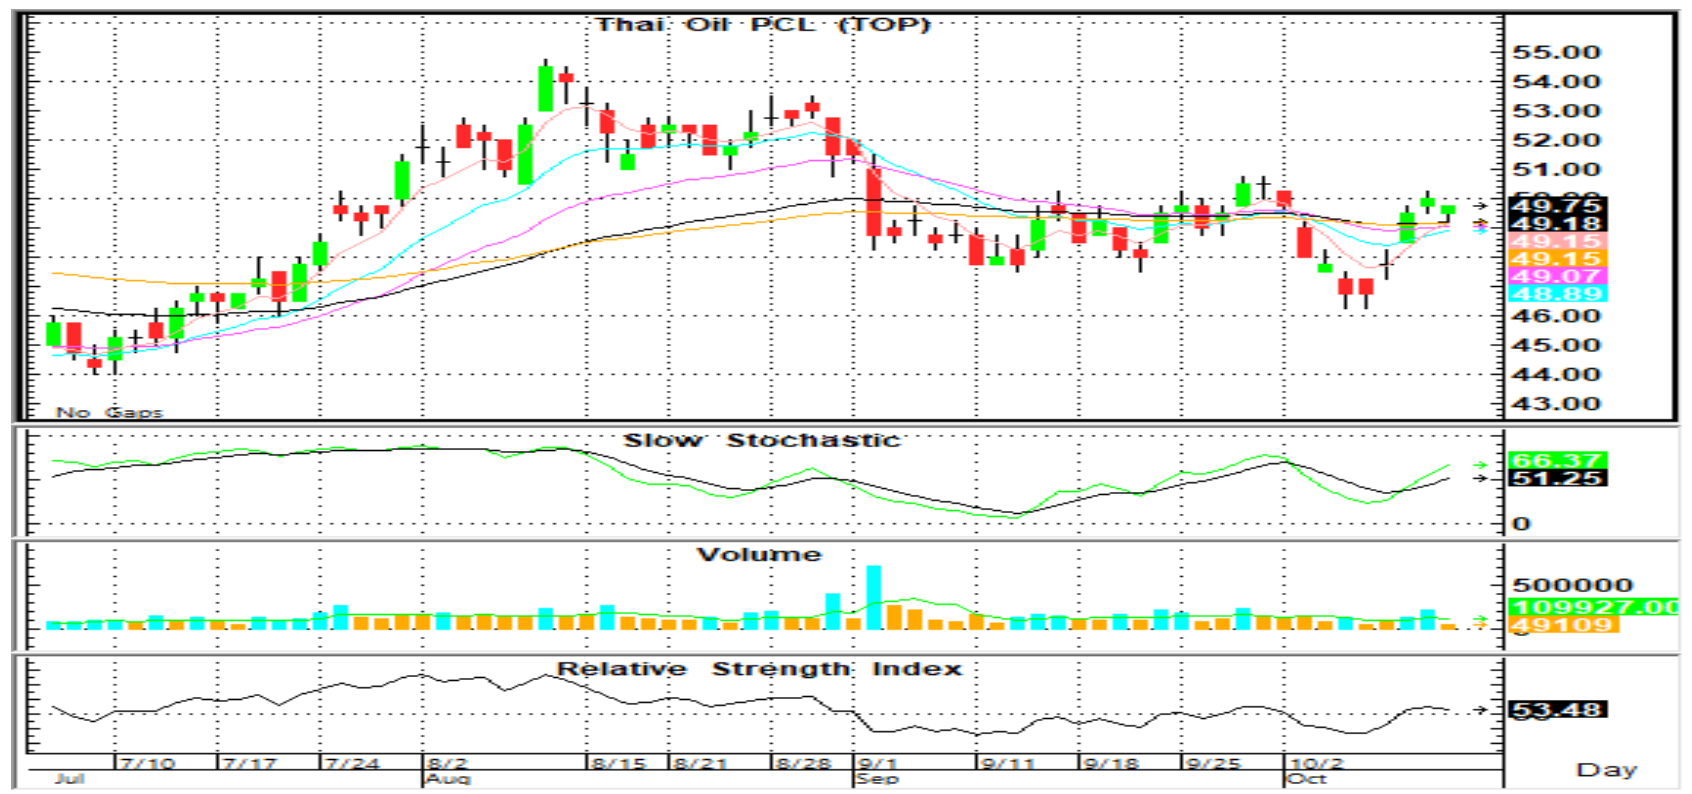 Thai Oil PCL (TOP)
55.00
54.00
53.00
52.00
51.00
49.75
49.18
49.15
49.15
49.07
48.89
46.00
45.00
44.00
43.00
No Gaps
Slow Stochastic
66.37
51.25
0
Volume
500000
109927.00
49109
Relative Strength Index
53.48
7/10 7/17 7/24 8/2 8/15 8/21 8/28 9/1 9/11 9/18 9/25 10/2
Jul Aug Sep Oct
Day